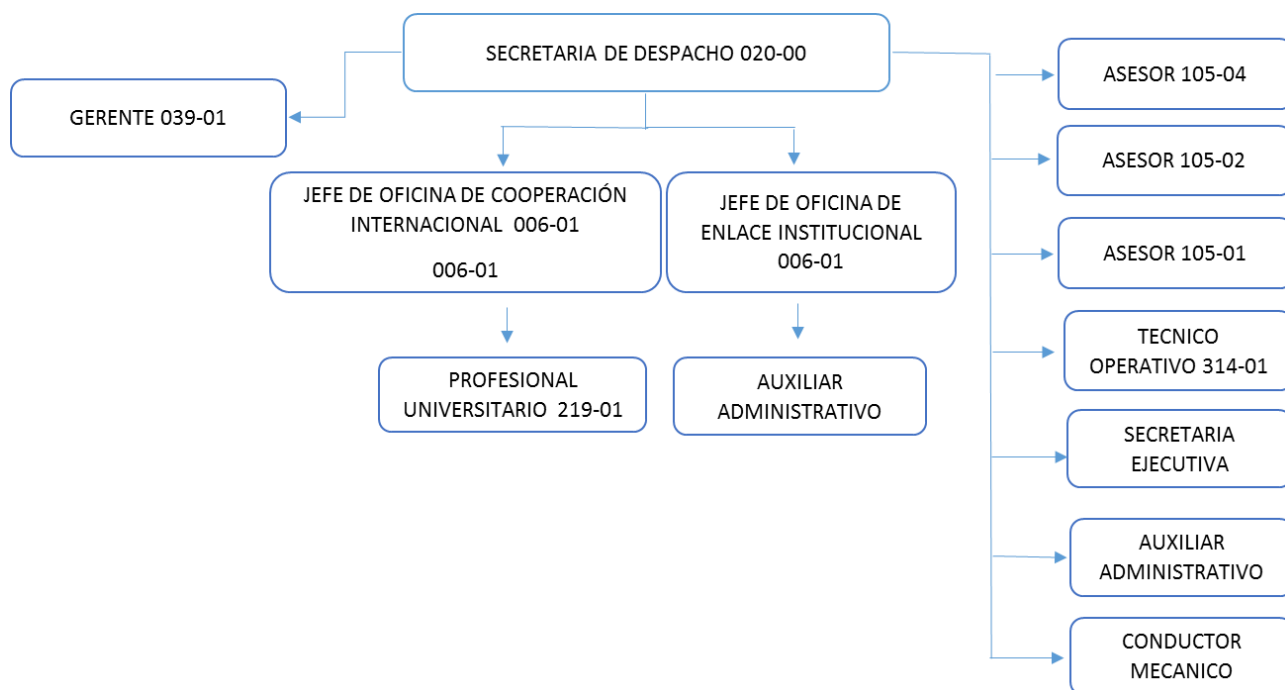 SECRETARIA DE DESPACHO 020-00
GERENTE 039-01
JEFE DE OFICINA DE COOPERACIÓN
INTERNACIONAL 006-01
006-01
JEFE DE OFICINA DE
ENLACE INSTITUCIONAL
006-01
PROFESIONAL
UNIVERSITARIO 219-01
AUXILIAR
ADMINISTRATIVO
ASESOR 105-04
ASESOR 105-02
ASESOR 105-01
TECNICO
OPERATIVO 314-01
SECRETARIA
EJECUTIVA
AUXILIAR
ADMINISTRATIVO
CONDUCTOR
MECANICO